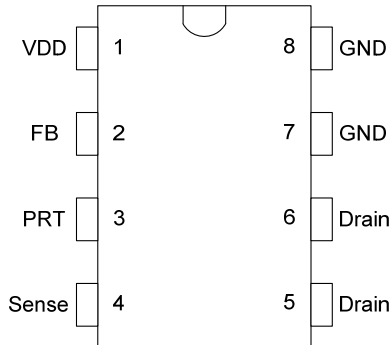 VDD 1 8 GND
FB 2 7 GND
PRT 3 6 Drain
Sense 4 5 Drain